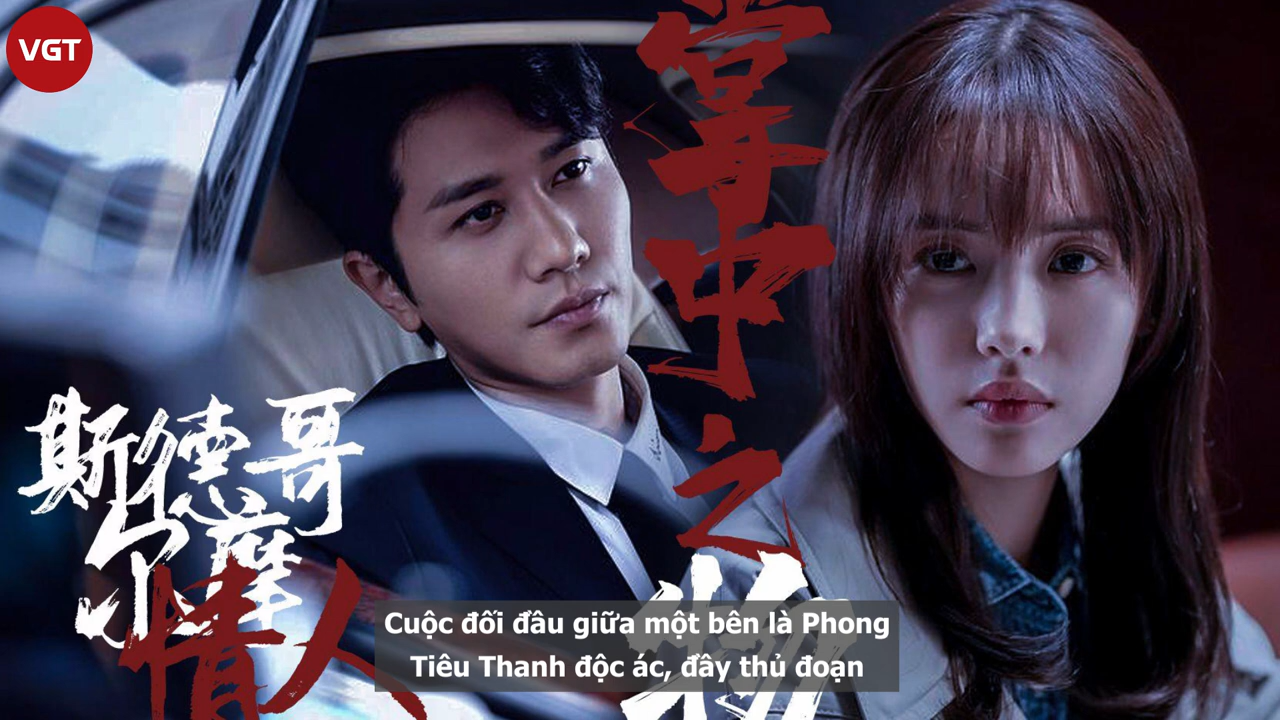 VGT
掌中之物
斯德哥
尔摩
情人
Cuộc đối đầu giữa một bên là Phong
Tiêu Thanh độc ác, đầy thủ đoạn